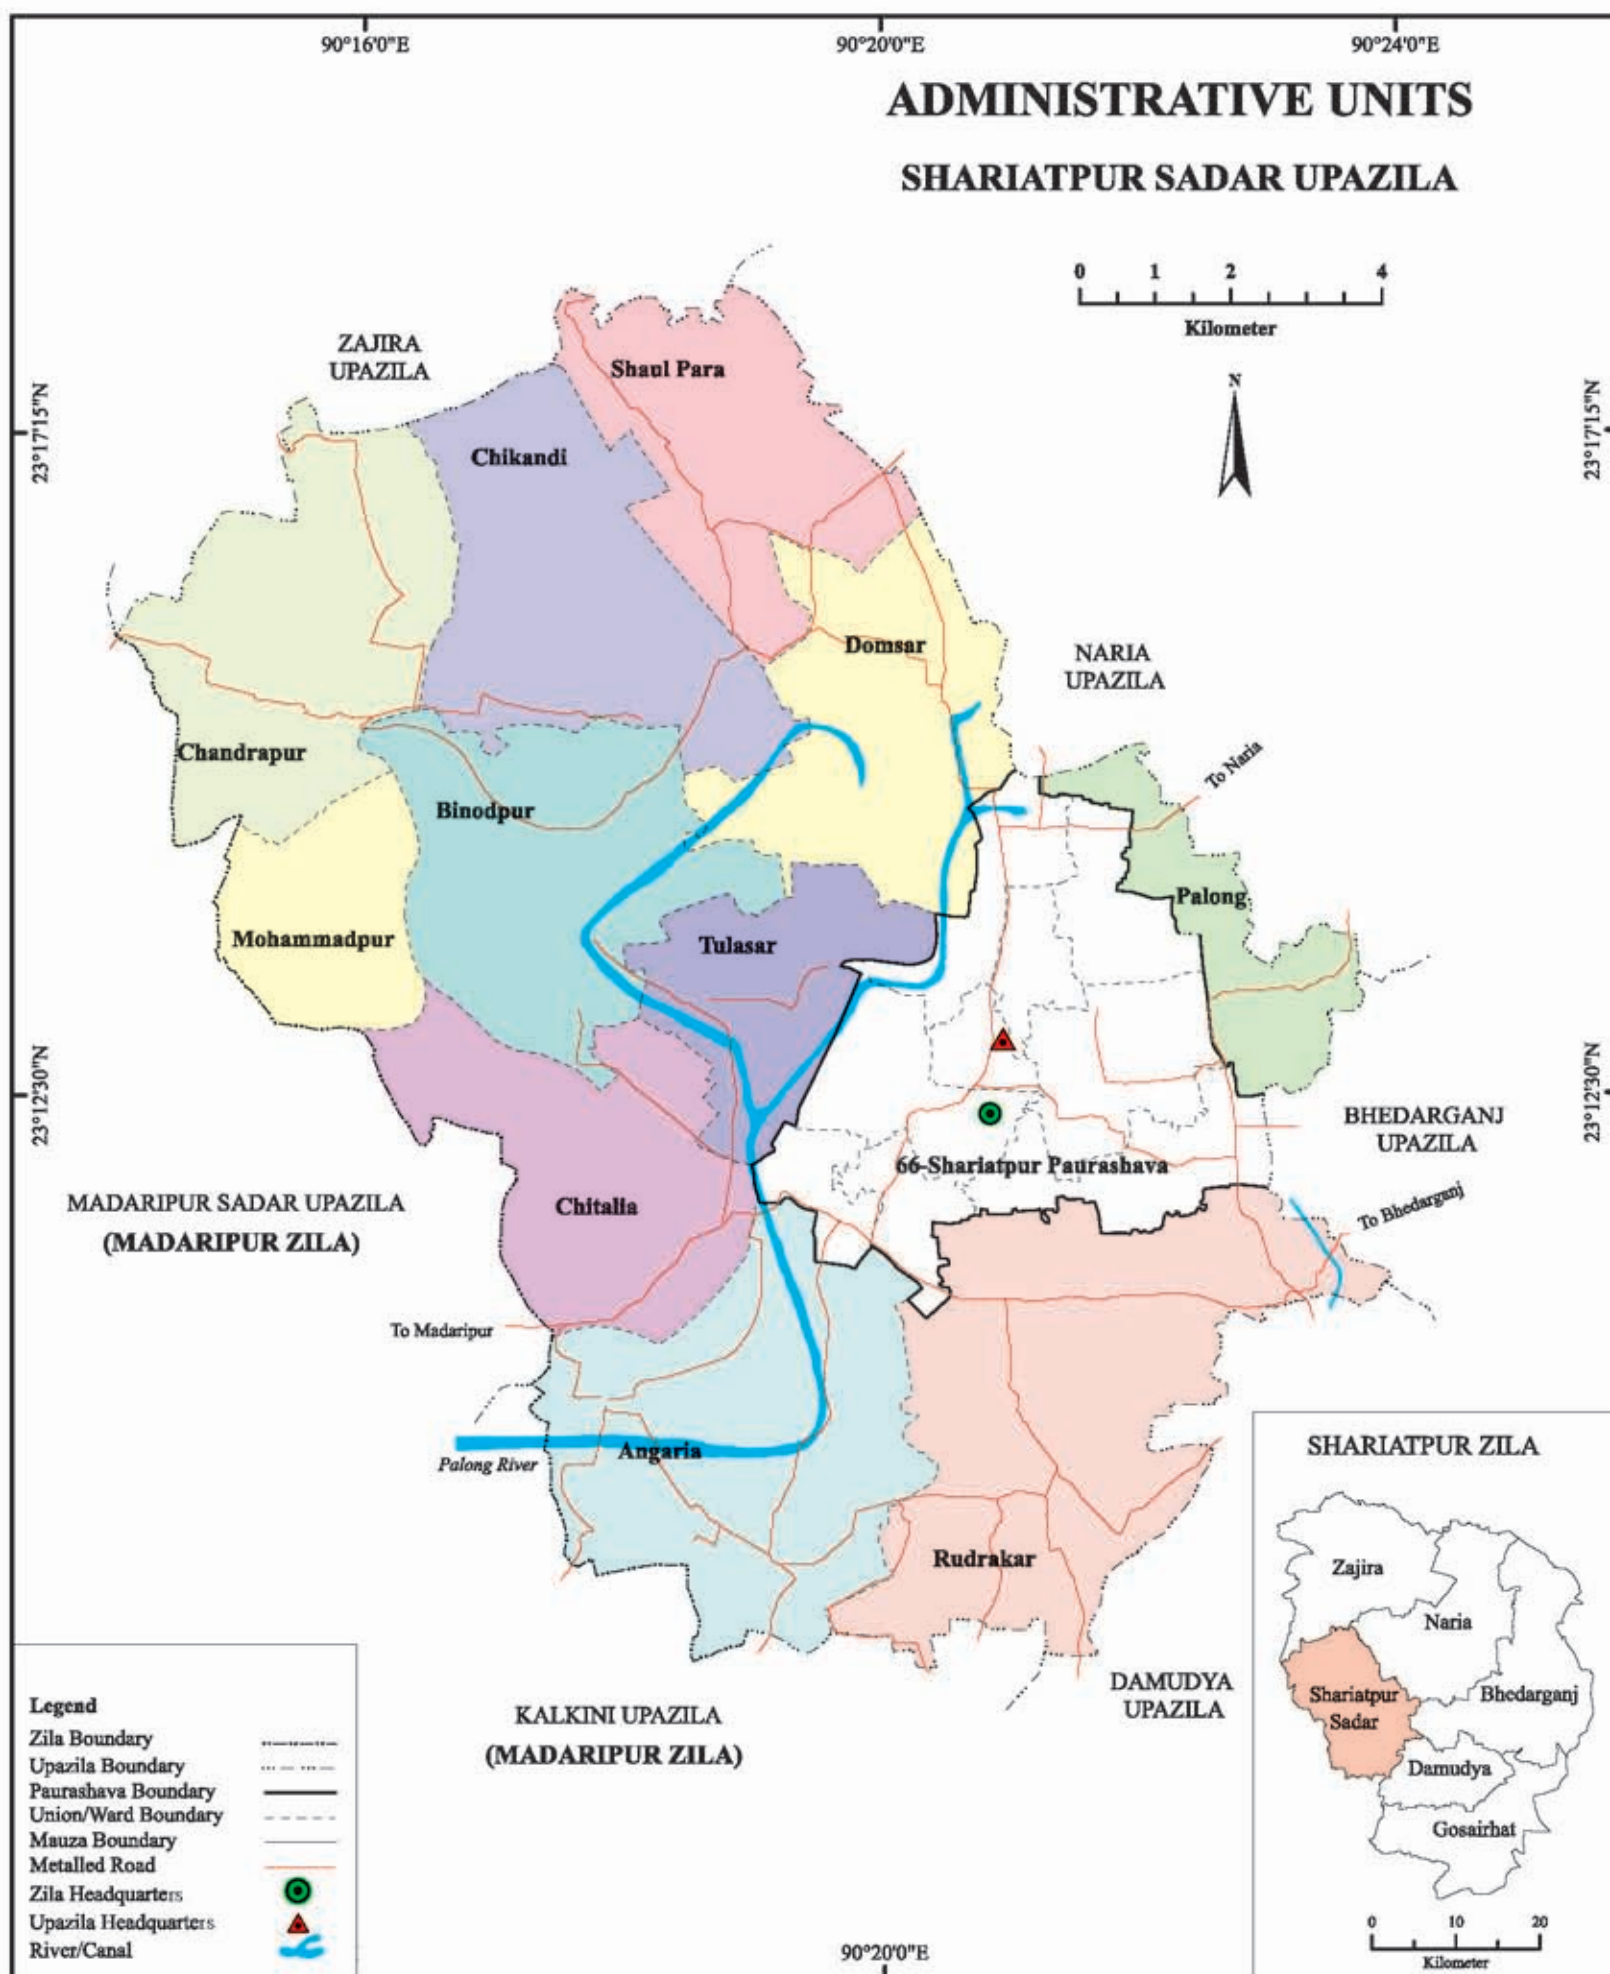 90°16'0"E
90°20'0"E
90°24'0"E
ADMINISTRATIVE UNITS
SHARIATPUR SADAR UPAZILA
0 1 2 4
Kilometer
N
ZAJIRA
UPAZILA
Shaul Para
23°17'15"N
23°17'15"N
Chikandi
Domsar
NARIA
UPAZILA
Chandrapur
To Naria
Binodpur
Palong
Mohammadpur
Tulasar
23°12'30"N
23°12'30"N
BHEDARGANJ
UPAZILA
66-Shariatpur Paurashava
MADARIPUR SADAR UPAZILA
(MADARIPUR ZILA)
Chitalia
To Bhedarganj
To Madaripur
Palong River
Angaria
Rudrakar
KALKINI UPAZILA
(MADARIPUR ZILA)
DAMUDYA
UPAZILA
SHARIATPUR ZILA
Zajira
Naria
Shariatpur
Sadar
Bhedarganj
Damudya
Gosairhat
0 10 20
Kilometer
Legend
Zila Boundary
Upazila Boundary
Paurashava Boundary
Union/Ward Boundary
Mauza Boundary
Metalled Road
Zila Headquarters
Upazila Headquarters
River/Canal
90°20'0"E